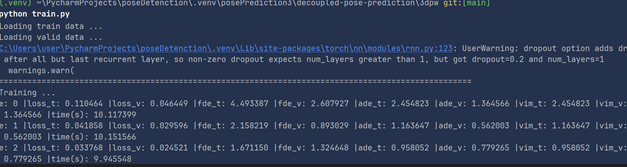 (.venv) ~\PycharmProjects\poseDetenction\.venv\posePrediction3\decoupled-pose-prediction\3dpw git:[main]
python train.py
Loading train data ...
Loading valid data ...
C:\Users\user\PycharmProjects\poseDetenction\.venv\Lib\site-packages\torch\nn\modules\rnn.py:123: UserWarning: dropout option adds dr
after all but last recurrent layer, so non-zero dropout expects num_layers greater than 1, but got dropout=0.2 and num_layers=1
warnings.warn(
Training ...
e: 0 |loss_t: 0.110464 |loss_v: 0.046449 |fde_t: 4.493387 |fde_v: 2.607927 |ade_t: 2.454823 |ade_v: 1.364566 |vim_t: 2.454823 |vim_v:
1.364566 |time(s): 10.117399
e: 1 |loss_t: 0.041858 |loss_v: 0.029596 |fde_t: 2.158219 |fde_v: 0.893029 |ade_t: 1.163647 |ade_v: 0.562003 |vim_t: 1.163647 |vim_v:
0.562003 |time(s): 10.151566
e: 2 |loss_t: 0.033768 |loss_v: 0.024521 |fde_t: 1.671150 |fde_v: 1.324648 |ade_t: 0.958052 |ade_v: 0.779265 |vim_t: 0.958052 |vim_v:
0.779265 |time(s): 9.945548